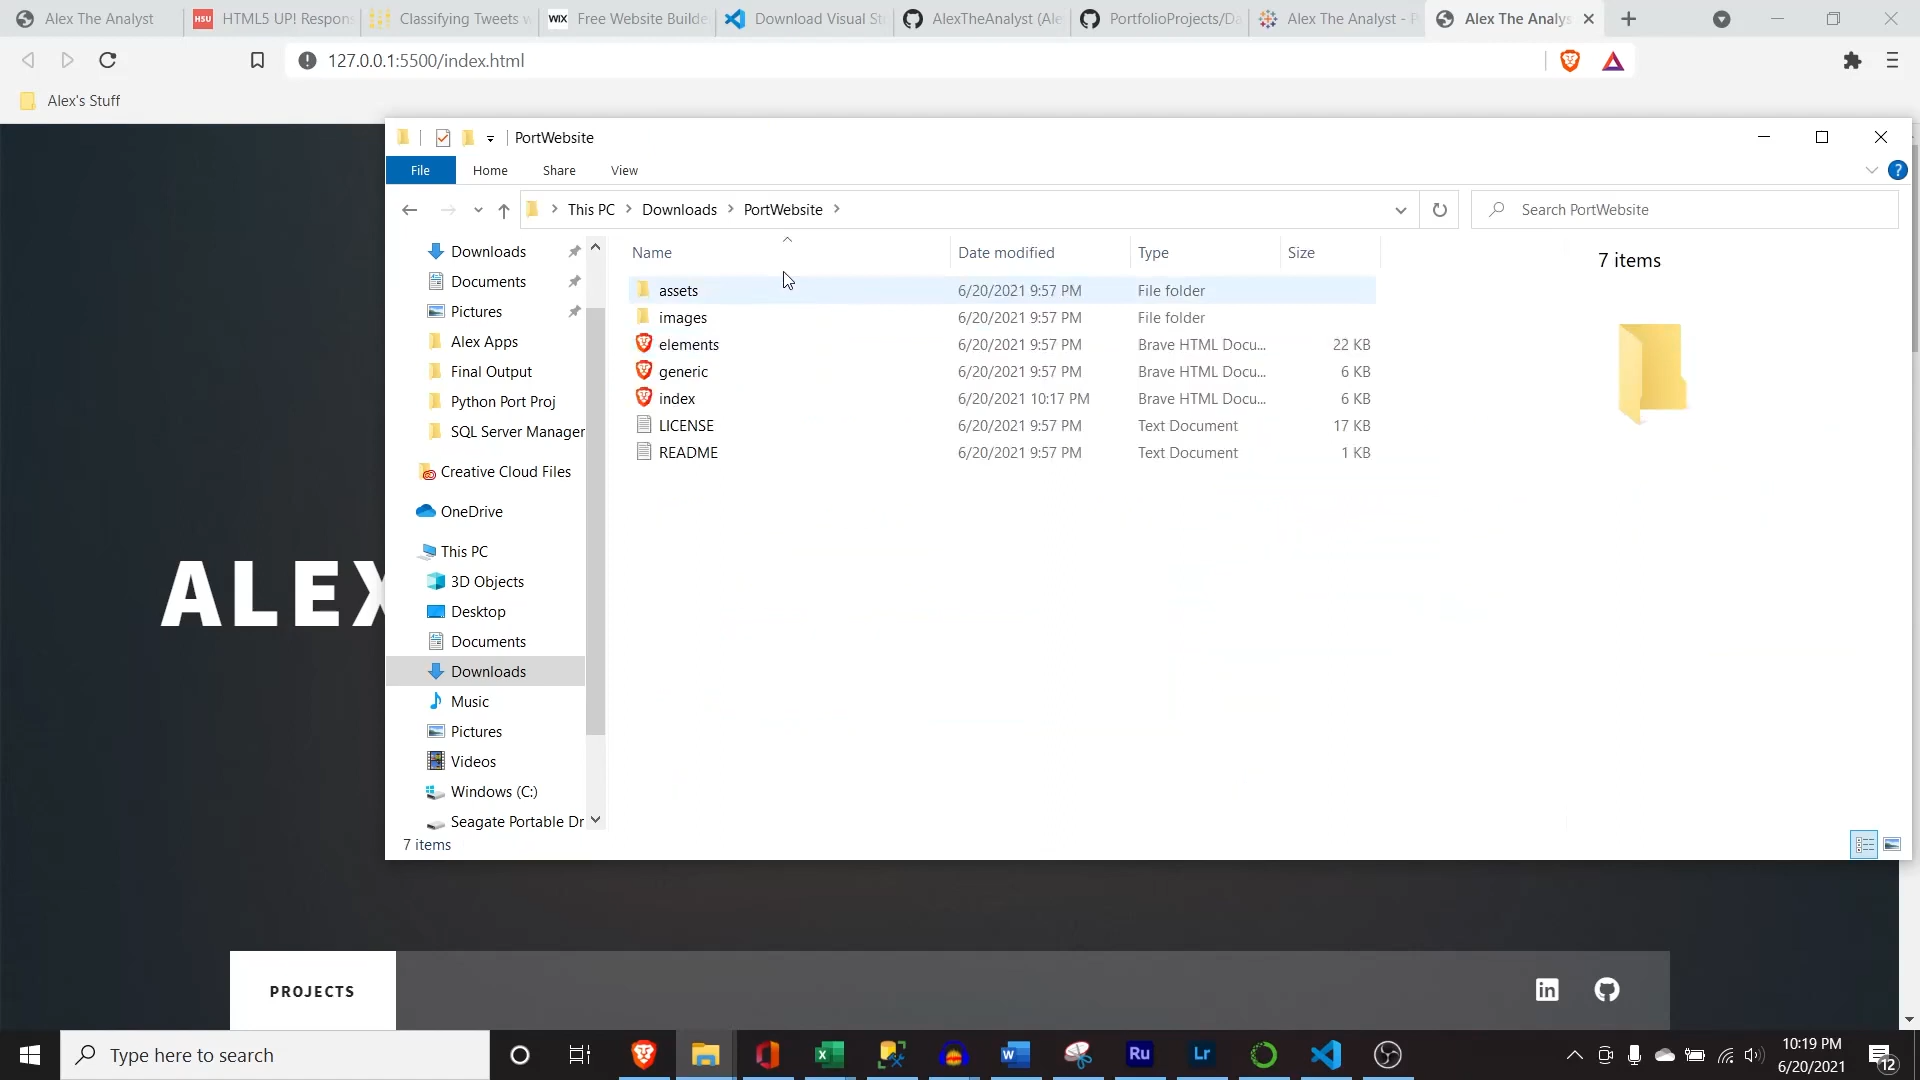 Alex The Analyst
HTML5 UP! Respons
Classifying Tweets w
Free Website Builde
Download Visual Stu
AlexTheAnalyst (Ale
PortfolioProjects/Da
Alex The Analyst - P
Alex The Analys
127.0.0.1:5500/index.html
Alex's Stuff
PortWebsite
File
Home
Share
View
This PC
Downloads
PortWebsite
Search PortWebsite
Downloads
Documents
Pictures
Alex Apps
Final Output
Python Port Proj
SQL Server Manager
Creative Cloud Files
OneDrive
This PC
3D Objects
Desktop
Documents
Downloads
Music
Pictures
Videos
Windows (C:)
Seagate Portable Dr
Name Date modified Type Size
assets 6/20/2021 9:57 PM File folder
images 6/20/2021 9:57 PM File folder
elements 6/20/2021 9:57 PM Brave HTML Docu... 22 KB
generic 6/20/2021 9:57 PM Brave HTML Docu... 6 KB
index 6/20/2021 10:17 PM Brave HTML Docu... 6 KB
LICENSE 6/20/2021 9:57 PM Text Document 17 KB
README 6/20/2021 9:57 PM Text Document 1 KB
7 items
7 items
ALEX
PROJECTS
Type here to search
10:19 PM
6/20/2021
12